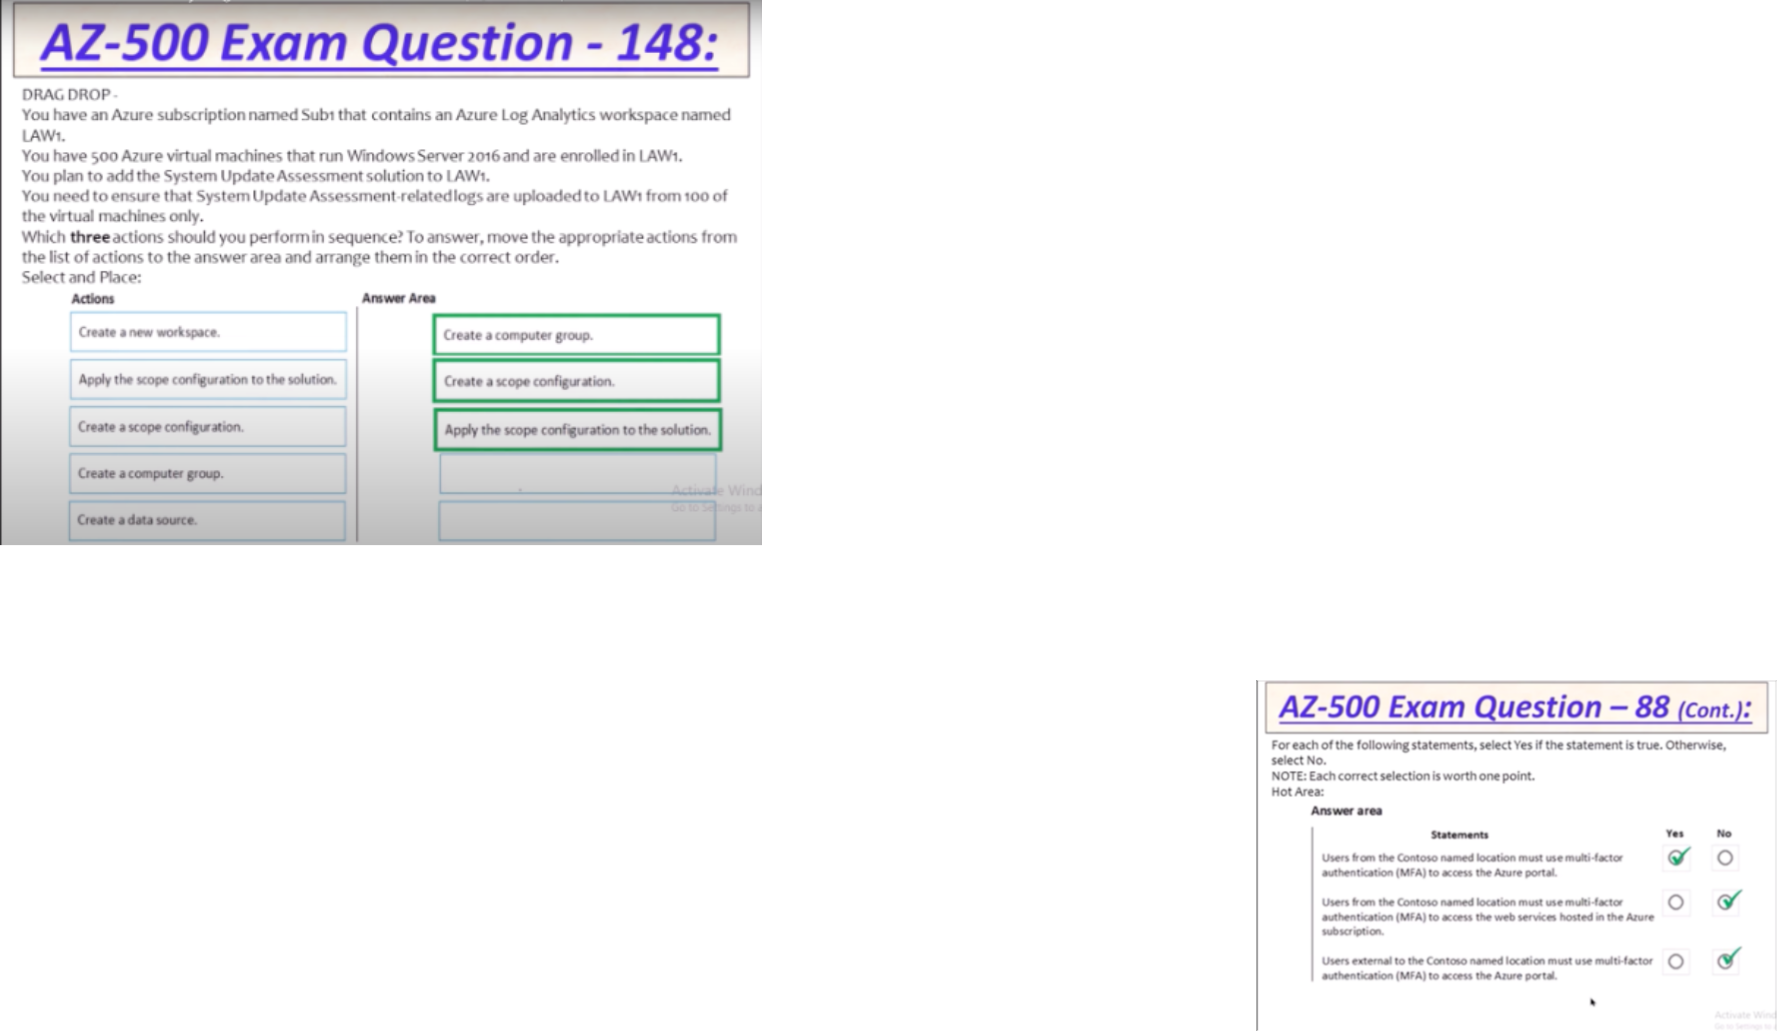 AZ-500 Exam Question - 148:
DRAG DROP -
You have an Azure subscription named Sub1 that contains an Azure Log Analytics workspace named
LAW1.
You have 500 Azure virtual machines that run Windows Server 2016 and are enrolled in LAW1.
You plan to add the System Update Assessment solution to LAW1.
You need to ensure that System Update Assessment-related logs are uploaded to LAW1 from 100 of
the virtual machines only.
Which three actions should you perform in sequence? To answer, move the appropriate actions from
the list of actions to the answer area and arrange them in the correct order.
Select and Place:
Actions
Create a new workspace.
Apply the scope configuration to the solution.
Create a scope configuration.
Create a computer group.
Create a data source.
Answer Area
Create a computer group.
Create a scope configuration.
Apply the scope configuration to the solution.
AZ-500 Exam Question – 88 (Cont.):
For each of the following statements, select Yes if the statement is true. Otherwise,
select No.
NOTE: Each correct selection is worth one point.
Hot Area:
Answer area
Statements Yes No
Users from the Contoso named location must use multi-factor
authentication (MFA) to access the Azure portal.
Users from the Contoso named location must use multi-factor
authentication (MFA) to access the web services hosted in the Azure
subscription.
Users external to the Contoso named location must use multi-factor
authentication (MFA) to access the Azure portal.